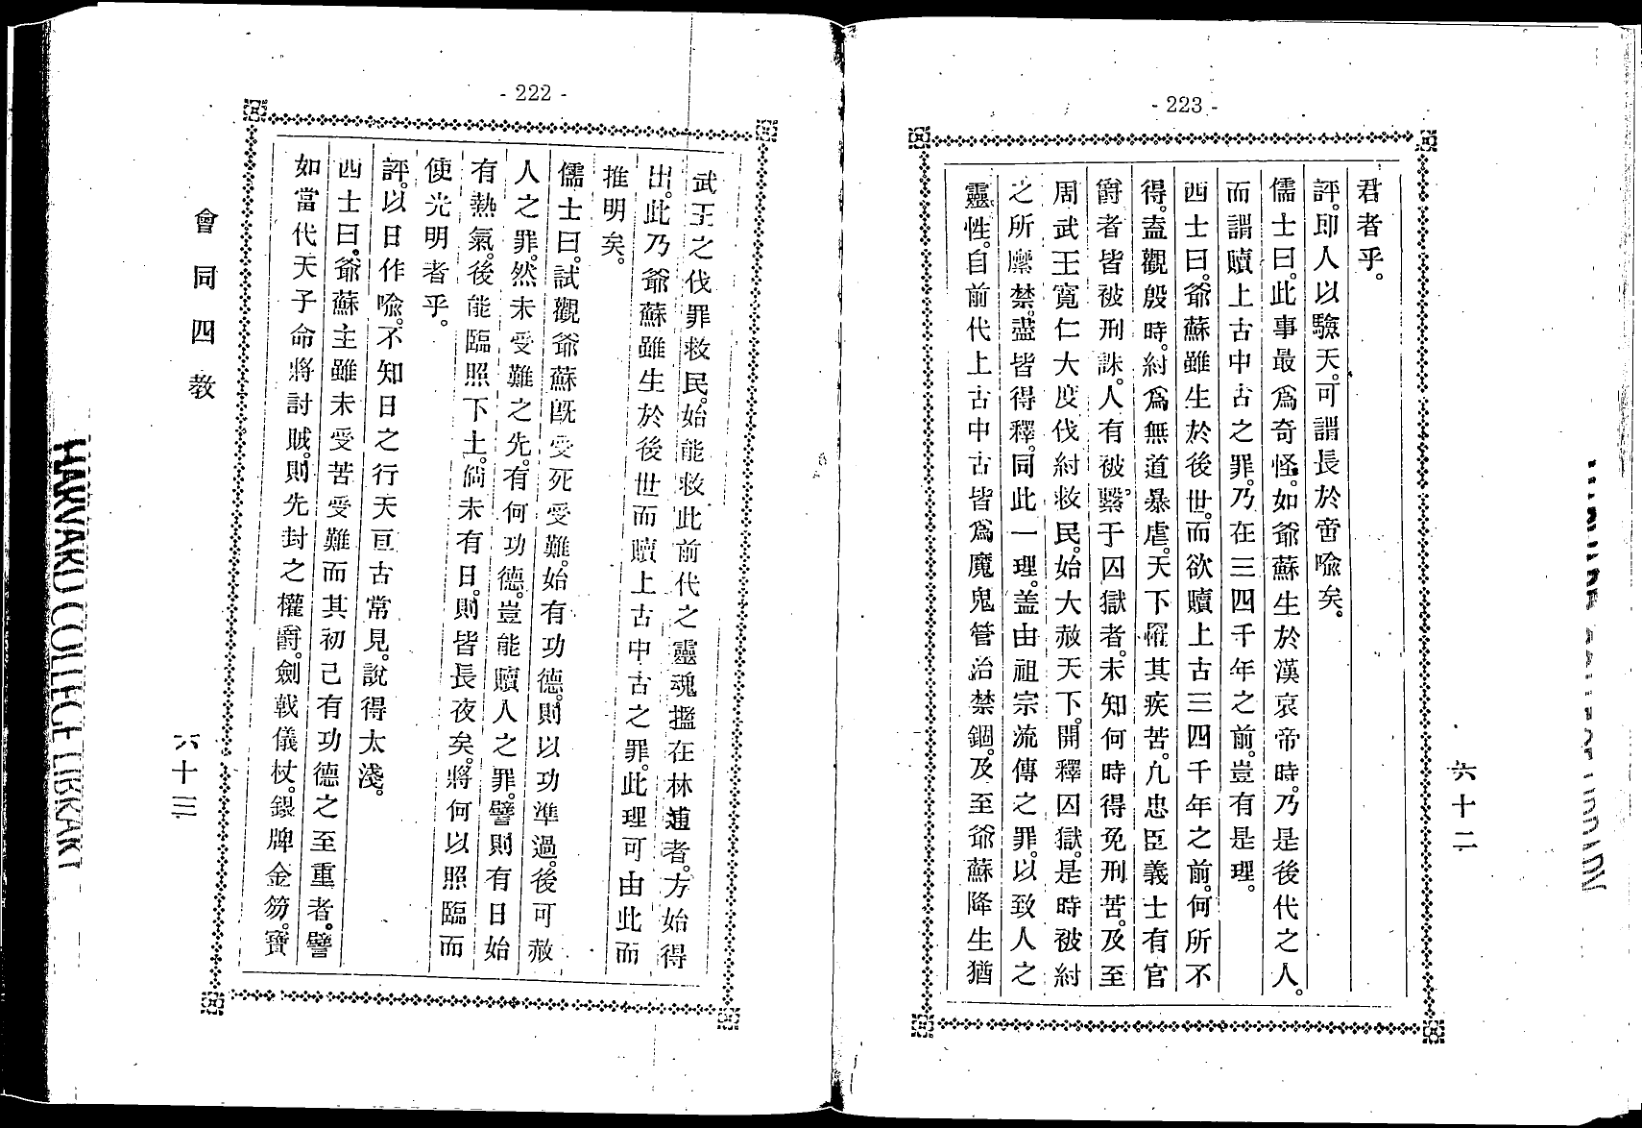 - 223 -
六十二
君者乎。
評。卽人以驗天。可謂長於啻喩矣。
儒士曰。此事最爲奇怪。如爺蘇生於漢哀帝時。乃是後代之人。
而謂贖上古中古之罪。乃在三四千年之前。豈有是理。
西士曰。爺蘇雖生於後世。而欲贖上古三四千年之前。何所不
得。盍觀殷時。紂爲無道暴虐。天下罹其疾苦。凢忠臣義士有官
爵者皆被刑誅。人有被繫于囚獄者。未知何時得免刑苦。及至
周武王寬仁大度伐紂救民。始大赦天下。開釋囚獄。是時被紂
之所縻禁。盡皆得釋。同此一理。盖由祖宗流傳之罪。以致人之
靈性。自前代上古中古皆爲魔鬼管治禁錮。及至爺蘇降生猶
- 222 -
武王之伐罪救民。始能救此前代之靈魂搵在林逋者。方始得
出。此乃爺蘇雖生於後世而贖上古中古之罪。此理可由此而
推明矣。
儒士曰。試觀爺蘇旣受死受難。始有功德。則以功準過。後可赦
人之罪。然未受難之先。有何功德。豈能贖人之罪。譬則有日始
有熱氣。後能臨照下土。倘未有日。則皆長夜矣。將何以照臨而
使光明者乎。
評。以日作喩。不知日之行天亘古常見。說得太淺。
西士曰。爺蘇主雖未受苦受難而其初己有功德之至重者。譬
如當代天子命將討賊。則先封之權爵。劍戟儀杖。銀牌金笏。寶
會同四教
六十三
HARVARD COLLEGE LIBRARY